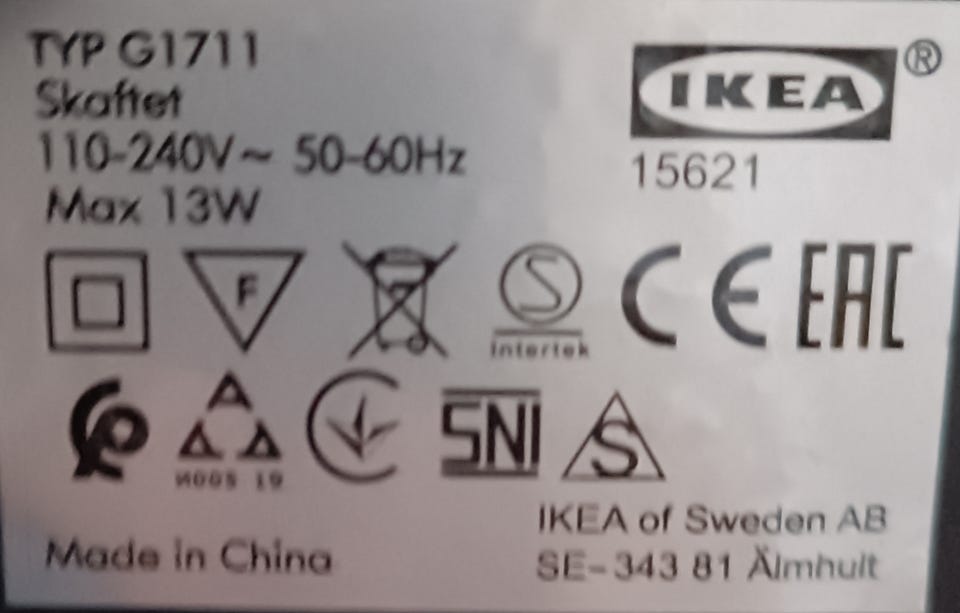 TYP G1711
Skaftet
110-240V~ 50-60Hz
Max 13W
IKEA®
15621
F
S
Intertek
CE
EAC
SNI
S
Made in China
IKEA of Sweden AB
SE-343 81 Älmhult